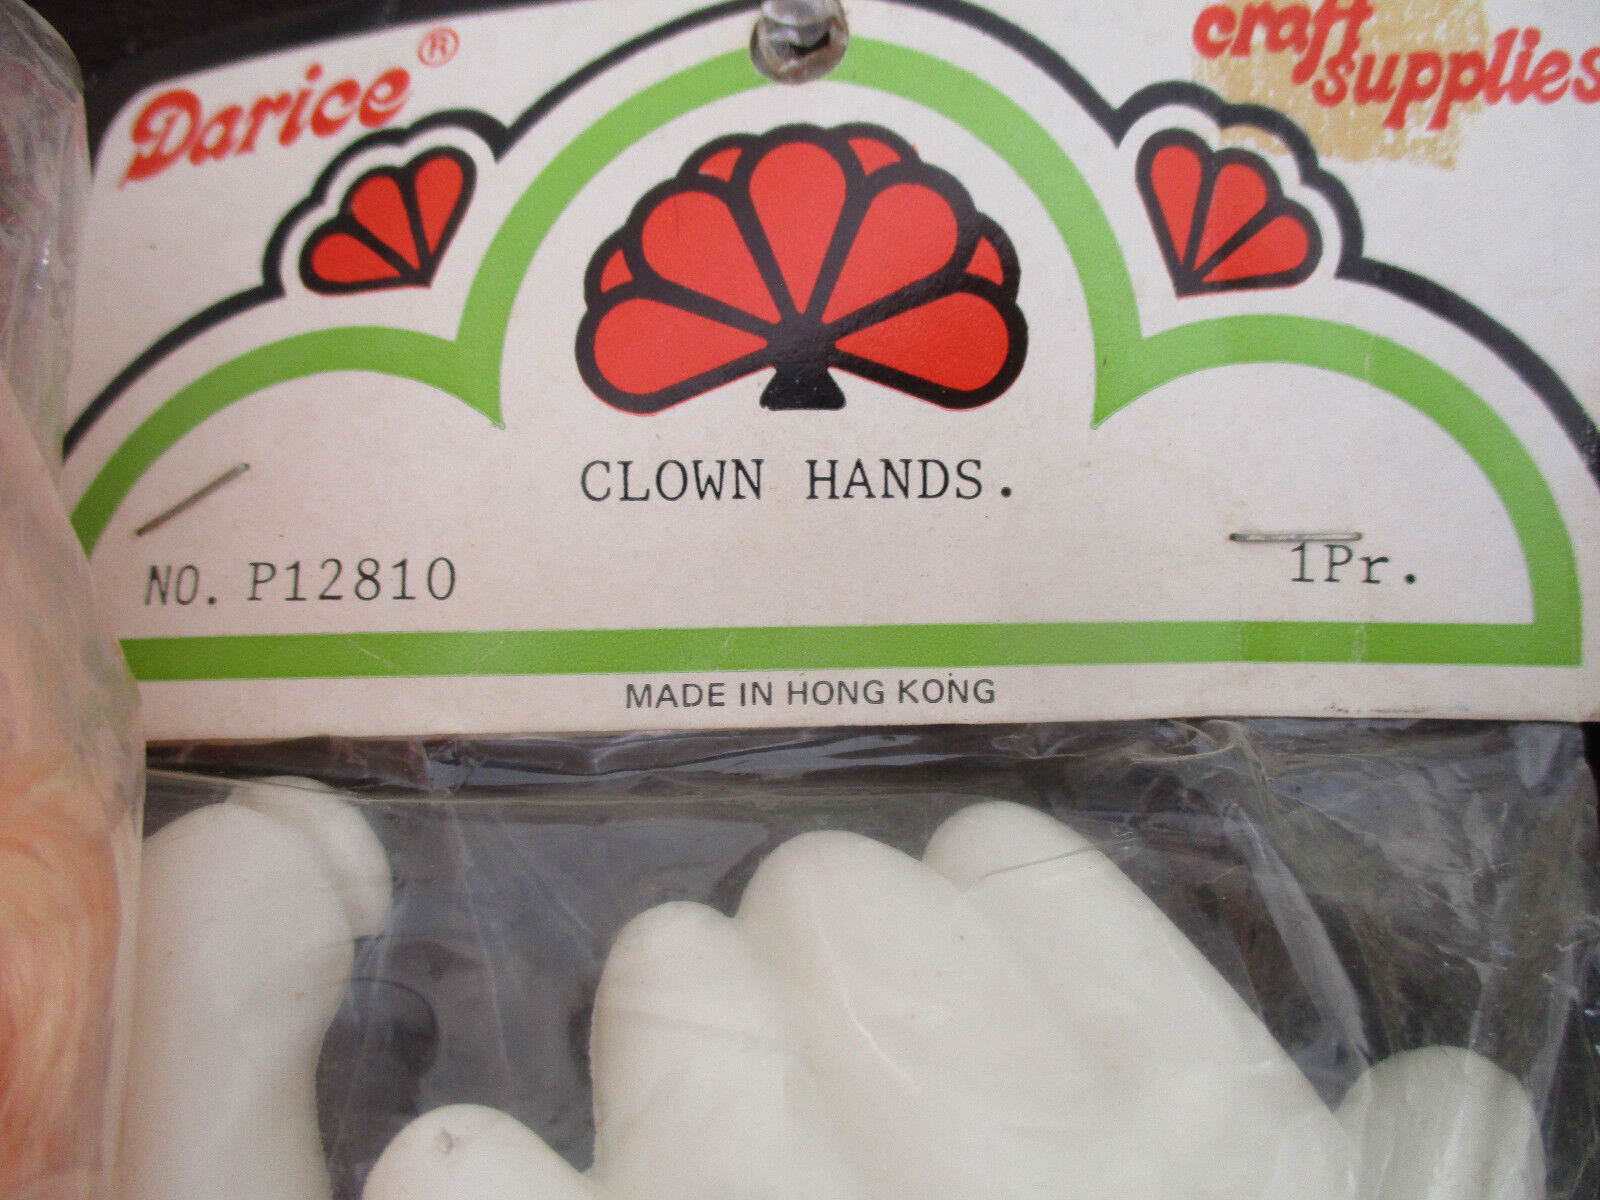 Darice®
craft
supplies
CLOWN HANDS.
NO. P12810
1Pr.
MADE IN HONG KONG